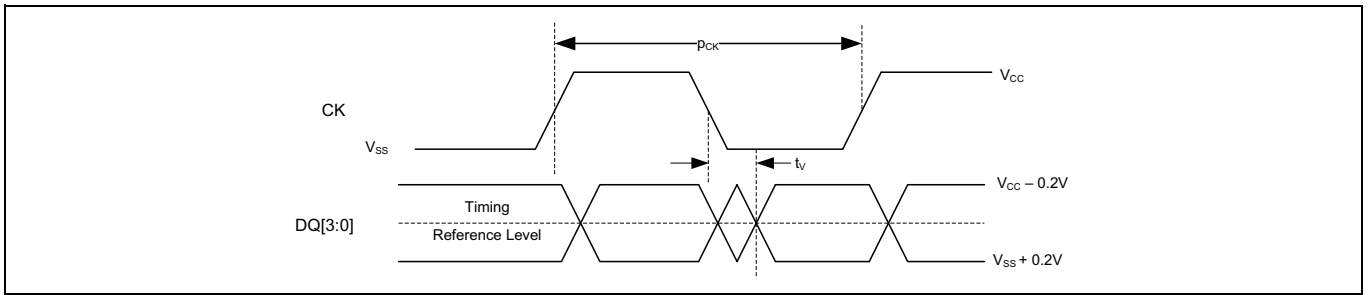 pCK
VCC
CK
VSS
tV
VCC – 0.2V
Timing
DQ[3:0]
Reference Level
VSS + 0.2V